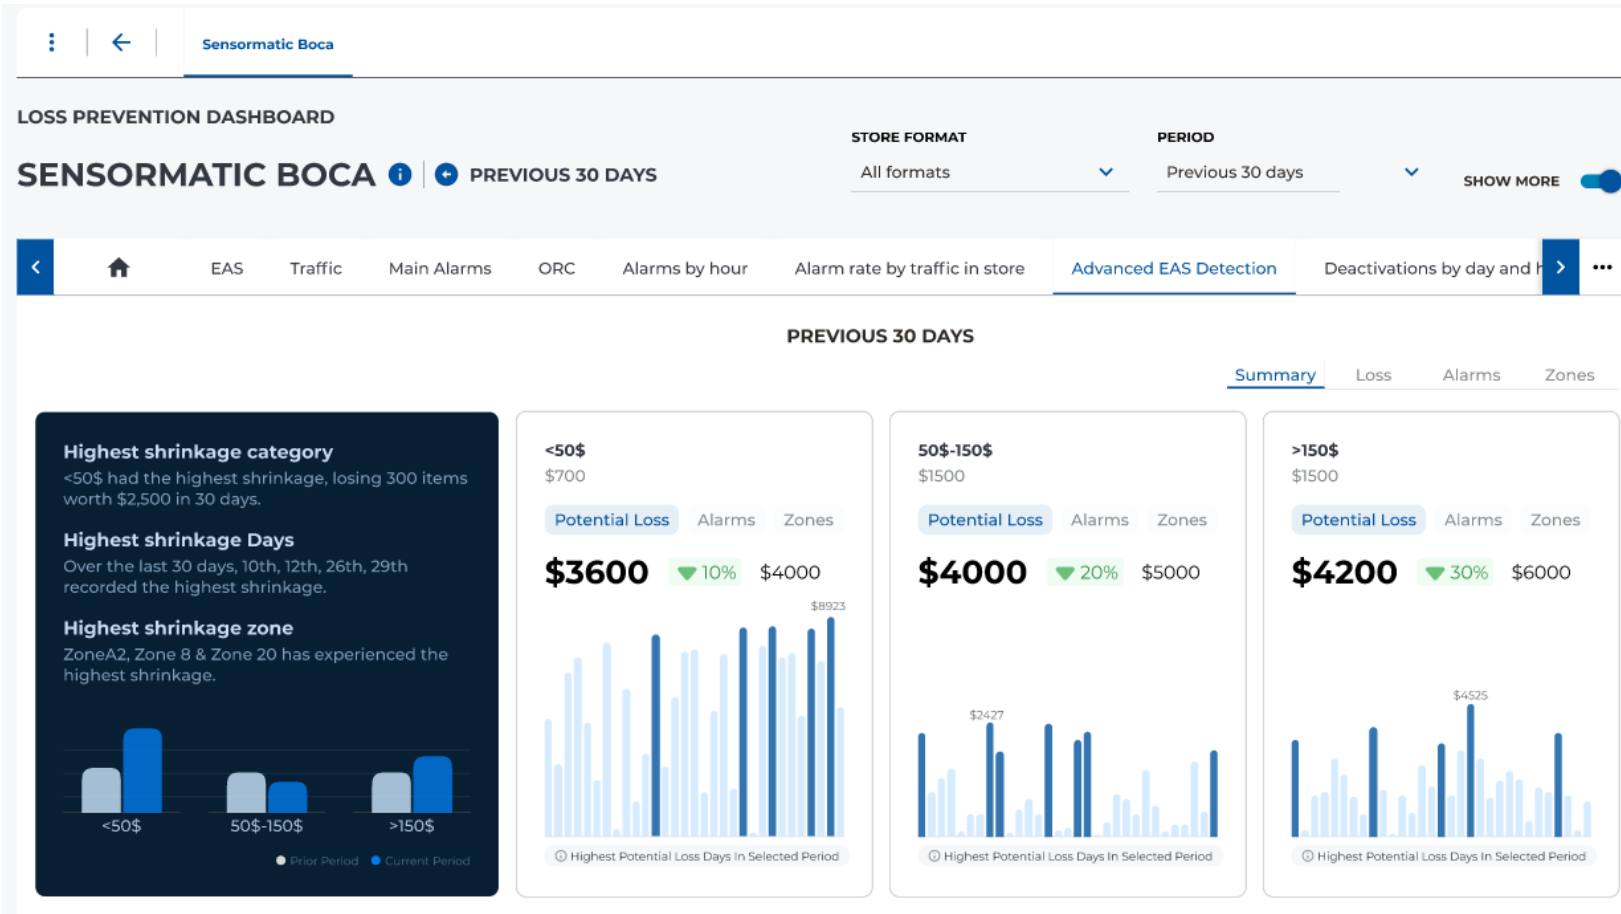 Sensormatic Boca
LOSS PREVENTION DASHBOARD
SENSORMATIC BOCA
PREVIOUS 30 DAYS
STORE FORMAT
All formats
PERIOD
Previous 30 days
SHOW MORE
EAS
Traffic
Main Alarms
ORC
Alarms by hour
Alarm rate by traffic in store
Advanced EAS Detection
Deactivations by day and
PREVIOUS 30 DAYS
Summary
Loss
Alarms
Zones
Highest shrinkage category
<50$ had the highest shrinkage, losing 300 items
worth $2,500 in 30 days.
Highest shrinkage Days
Over the last 30 days, 10th, 12th, 26th, 29th
recorded the highest shrinkage.
Highest shrinkage zone
ZoneA2, Zone 8 & Zone 20 has experienced the
highest shrinkage.
<50$
50$-150$
>150$
Prior Period
Current Period
<50$
$700
Potential Loss
Alarms
Zones
$3600
10%
$4000
$8923
Highest Potential Loss Days In Selected Period
50$-150$
$1500
Potential Loss
Alarms
Zones
$4000
20%
$5000
$2427
Highest Potential Loss Days In Selected Period
>150$
$1500
Potential Loss
Alarms
Zones
$4200
30%
$6000
$4525
Highest Potential Loss Days In Selected Period